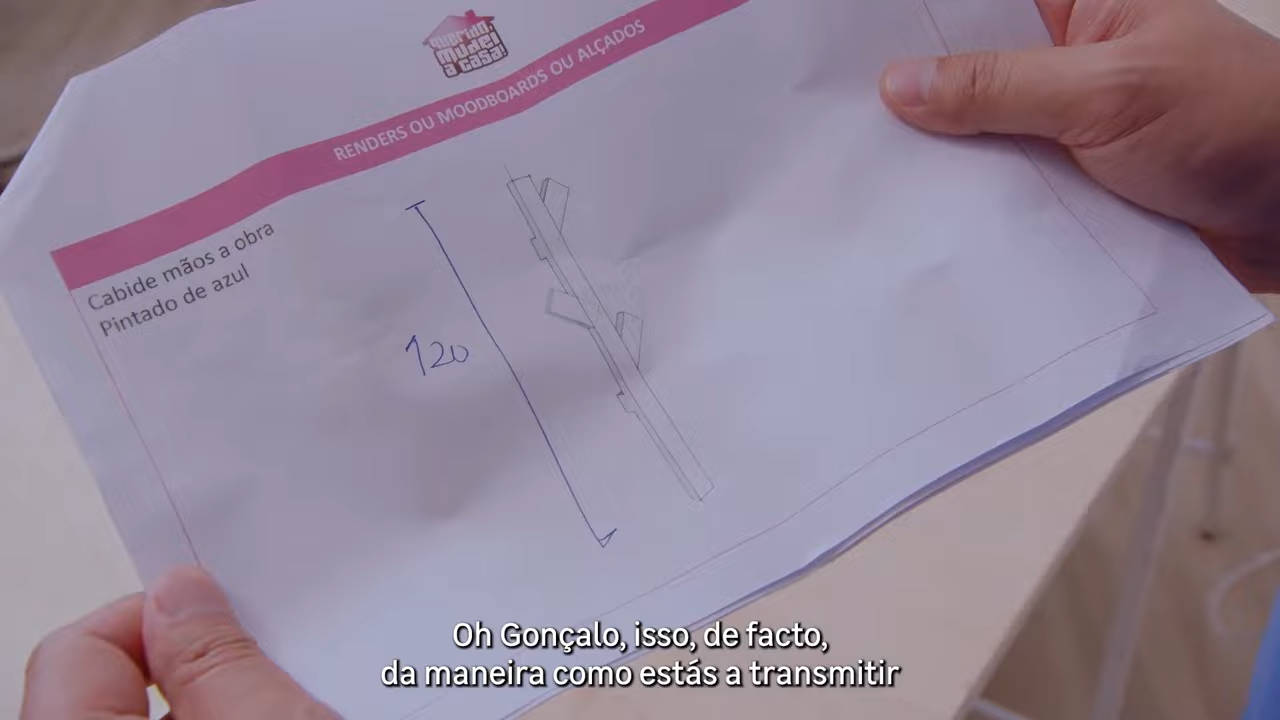 querido,
mudei
a casa!
RENDERS OU MOODBOARDS OU ALÇADOS
Cabide mãos a obra
Pintado de azul
120
Oh Gonçalo, isso, de facto,
da maneira como estás a transmitir